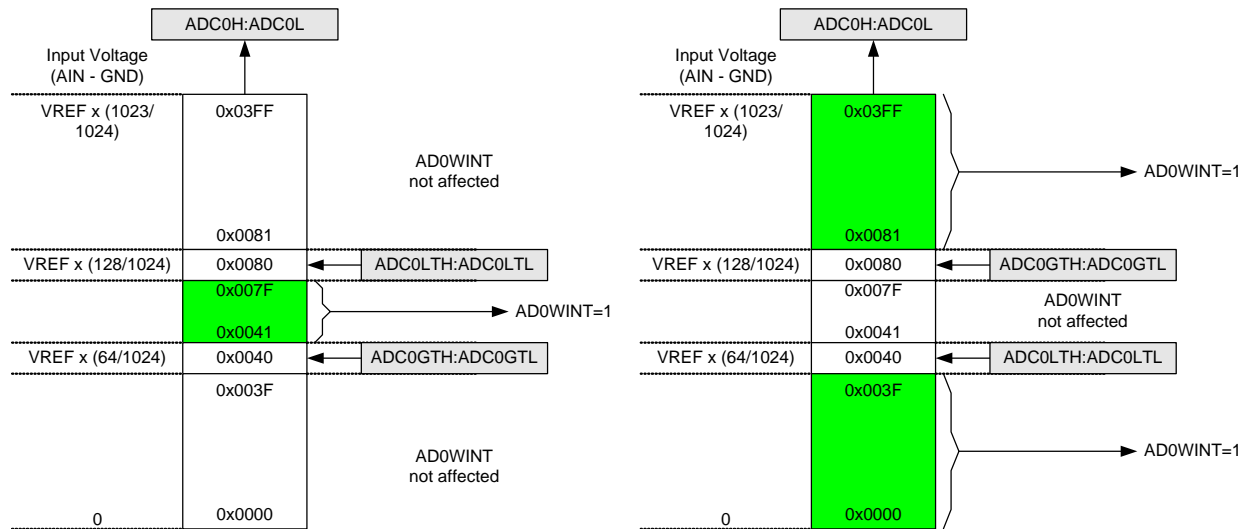 ADC0H:ADC0L
Input Voltage
(AIN - GND)
VREF x (1023/
1024)
0x03FF
AD0WINT
not affected
0x0081
VREF x (128/1024)
0x0080
ADC0LTH:ADC0LTL
0x007F
AD0WINT=1
0x0041
VREF x (64/1024)
0x0040
ADC0GTH:ADC0GTL
0x003F
AD0WINT
not affected
0
0x0000
ADC0H:ADC0L
Input Voltage
(AIN - GND)
VREF x (1023/
1024)
0x03FF
AD0WINT=1
0x0081
VREF x (128/1024)
0x0080
ADC0GTH:ADC0GTL
0x007F
AD0WINT
not affected
0x0041
VREF x (64/1024)
0x0040
ADC0LTH:ADC0LTL
0x003F
AD0WINT=1
0
0x0000